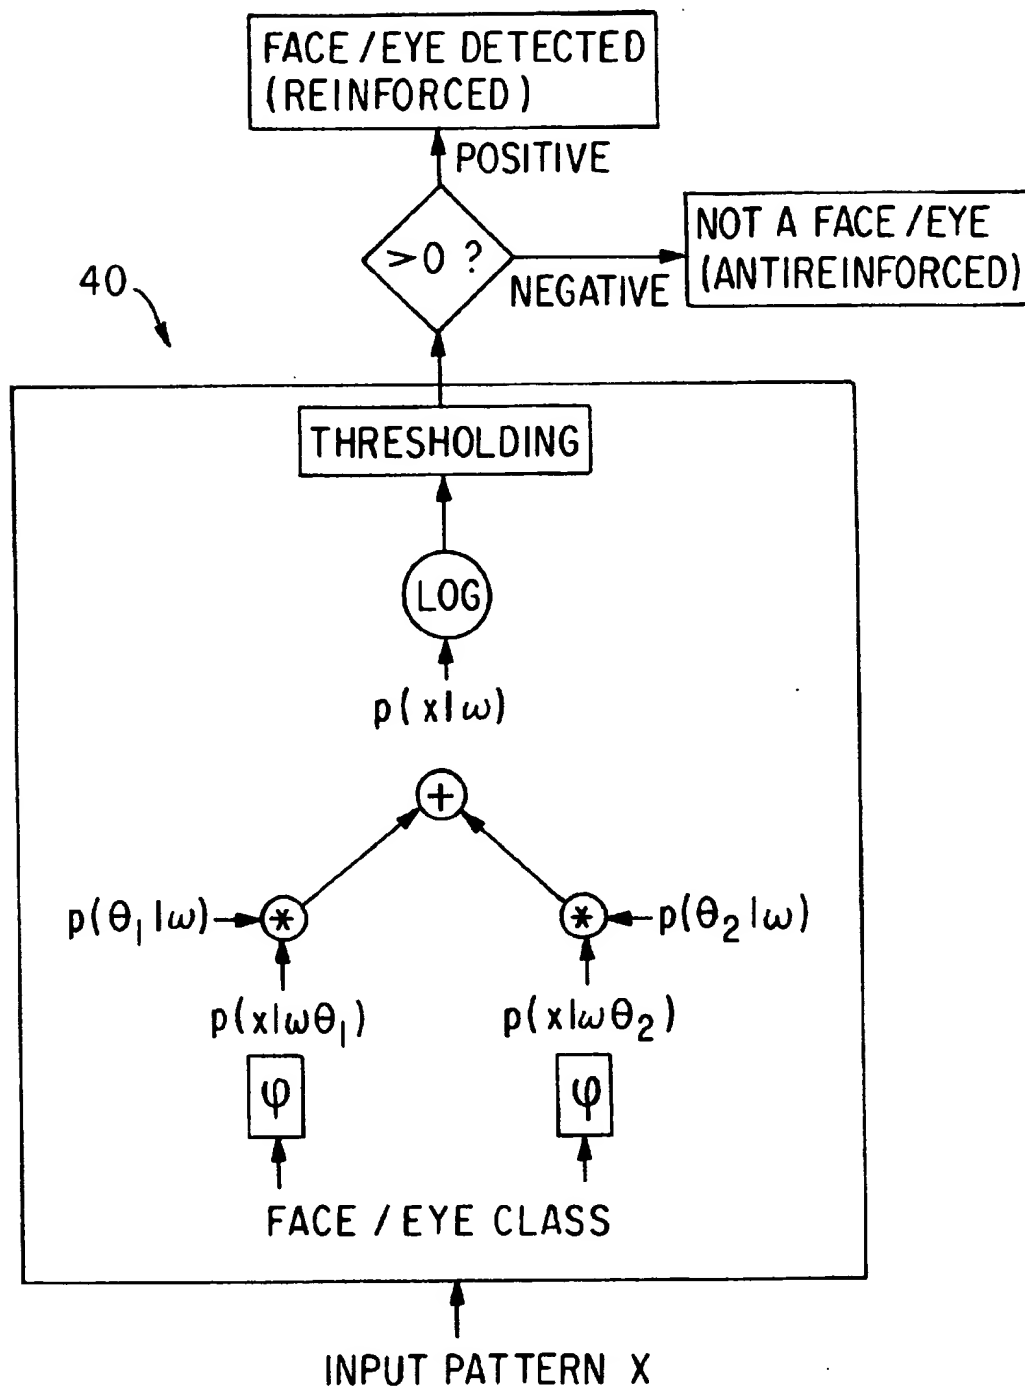 FACE / EYE DETECTED
(REINFORCED)
POSITIVE
>0 ?
NEGATIVE
NOT A FACE / EYE
(ANTIREINFORCED)
40
THRESHOLDING
LOG
p(x|ω)
+
p(θ₁|ω)
*
*
p(θ₂|ω)
p(x|ωθ₁)
p(x|ωθ₂)
φ
φ
FACE / EYE CLASS
INPUT PATTERN X